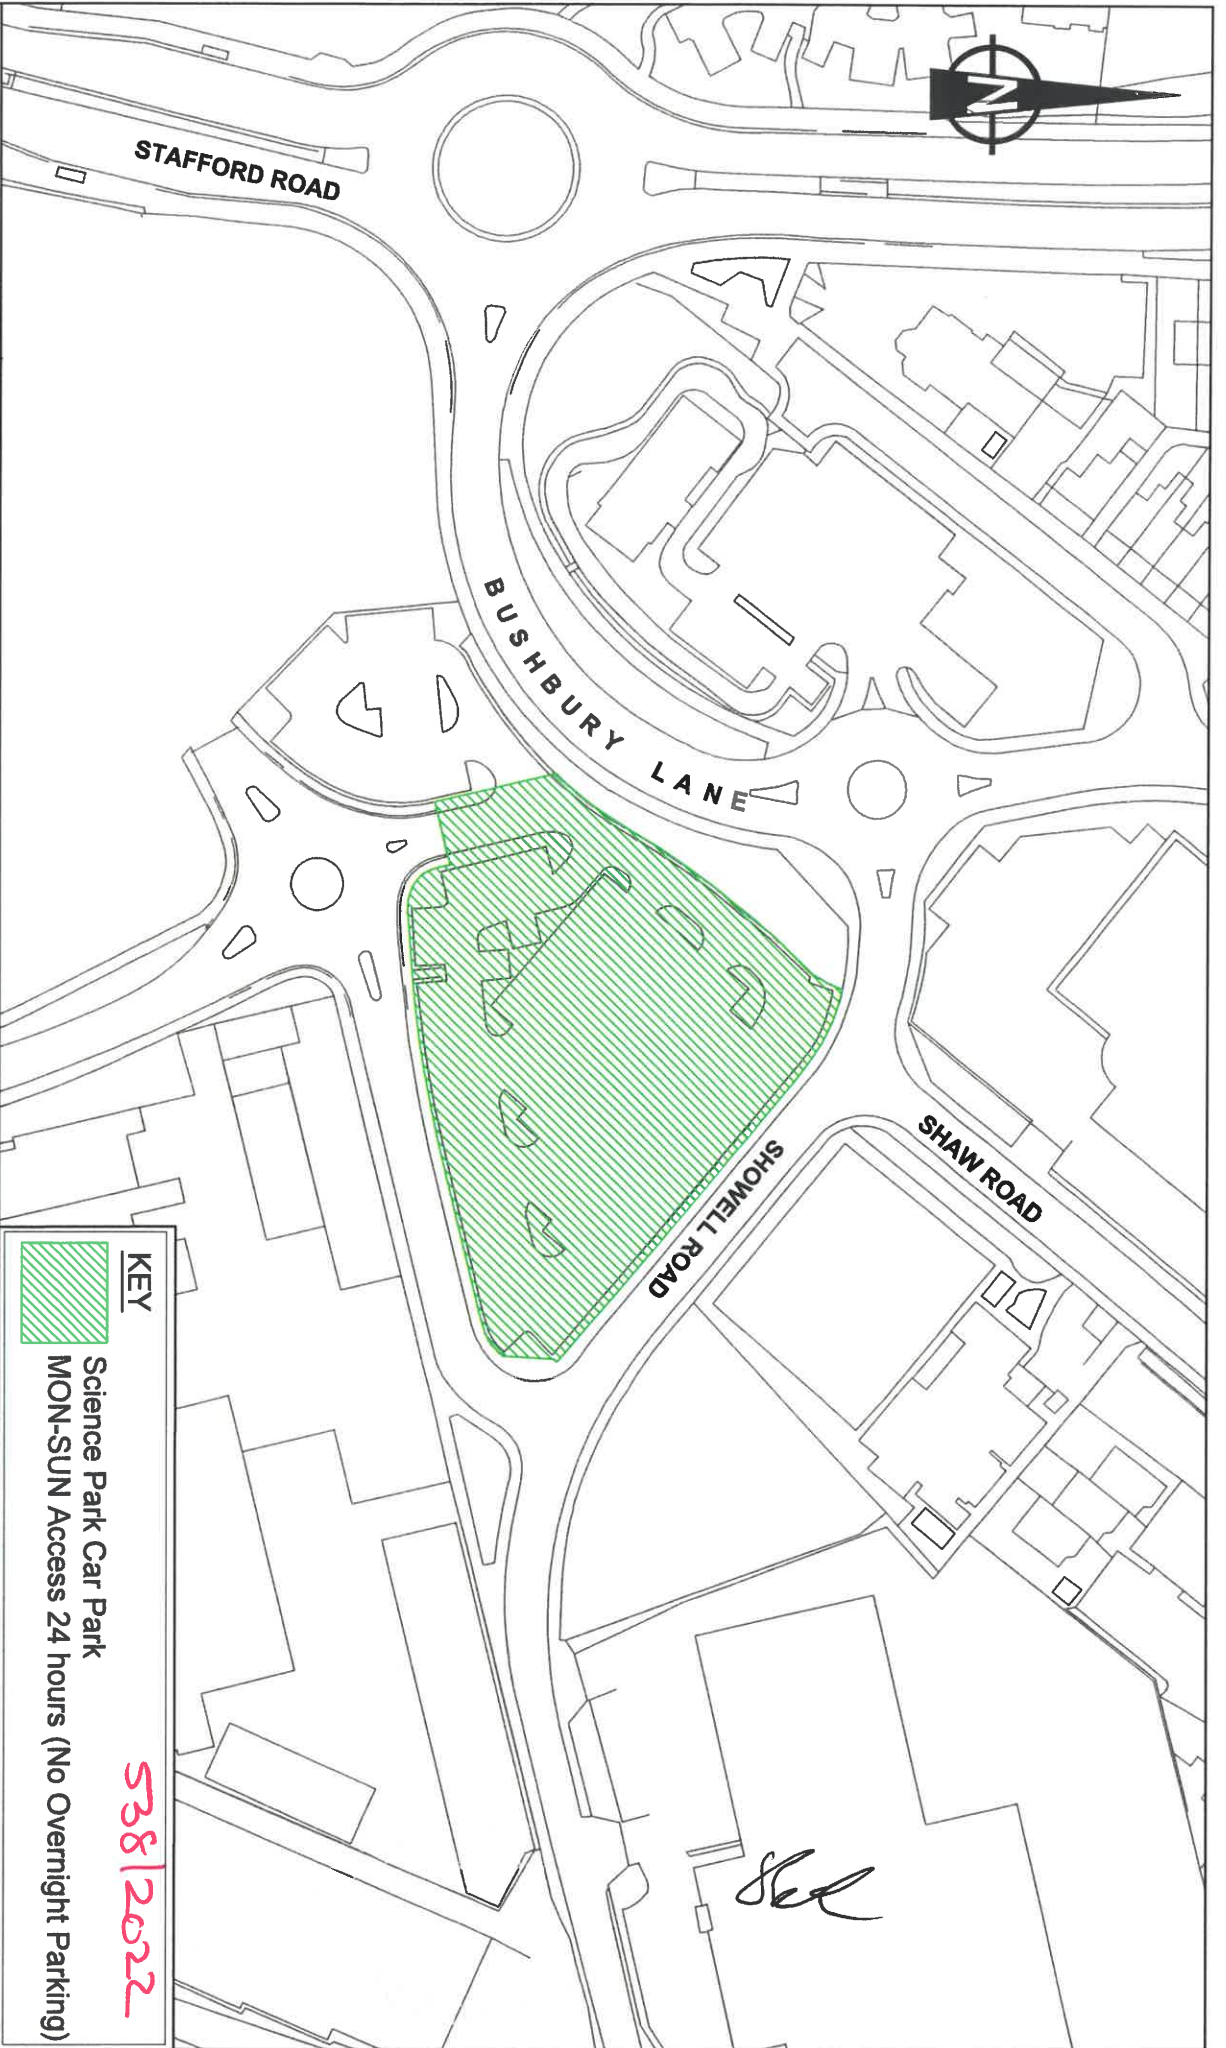 N
STAFFORD ROAD
BUSHBURY LANE
SHAW ROAD
SHOWELL ROAD
KEY
Science Park Car Park
MON-SUN Access 24 hours (No Overnight Parking)
538/2022